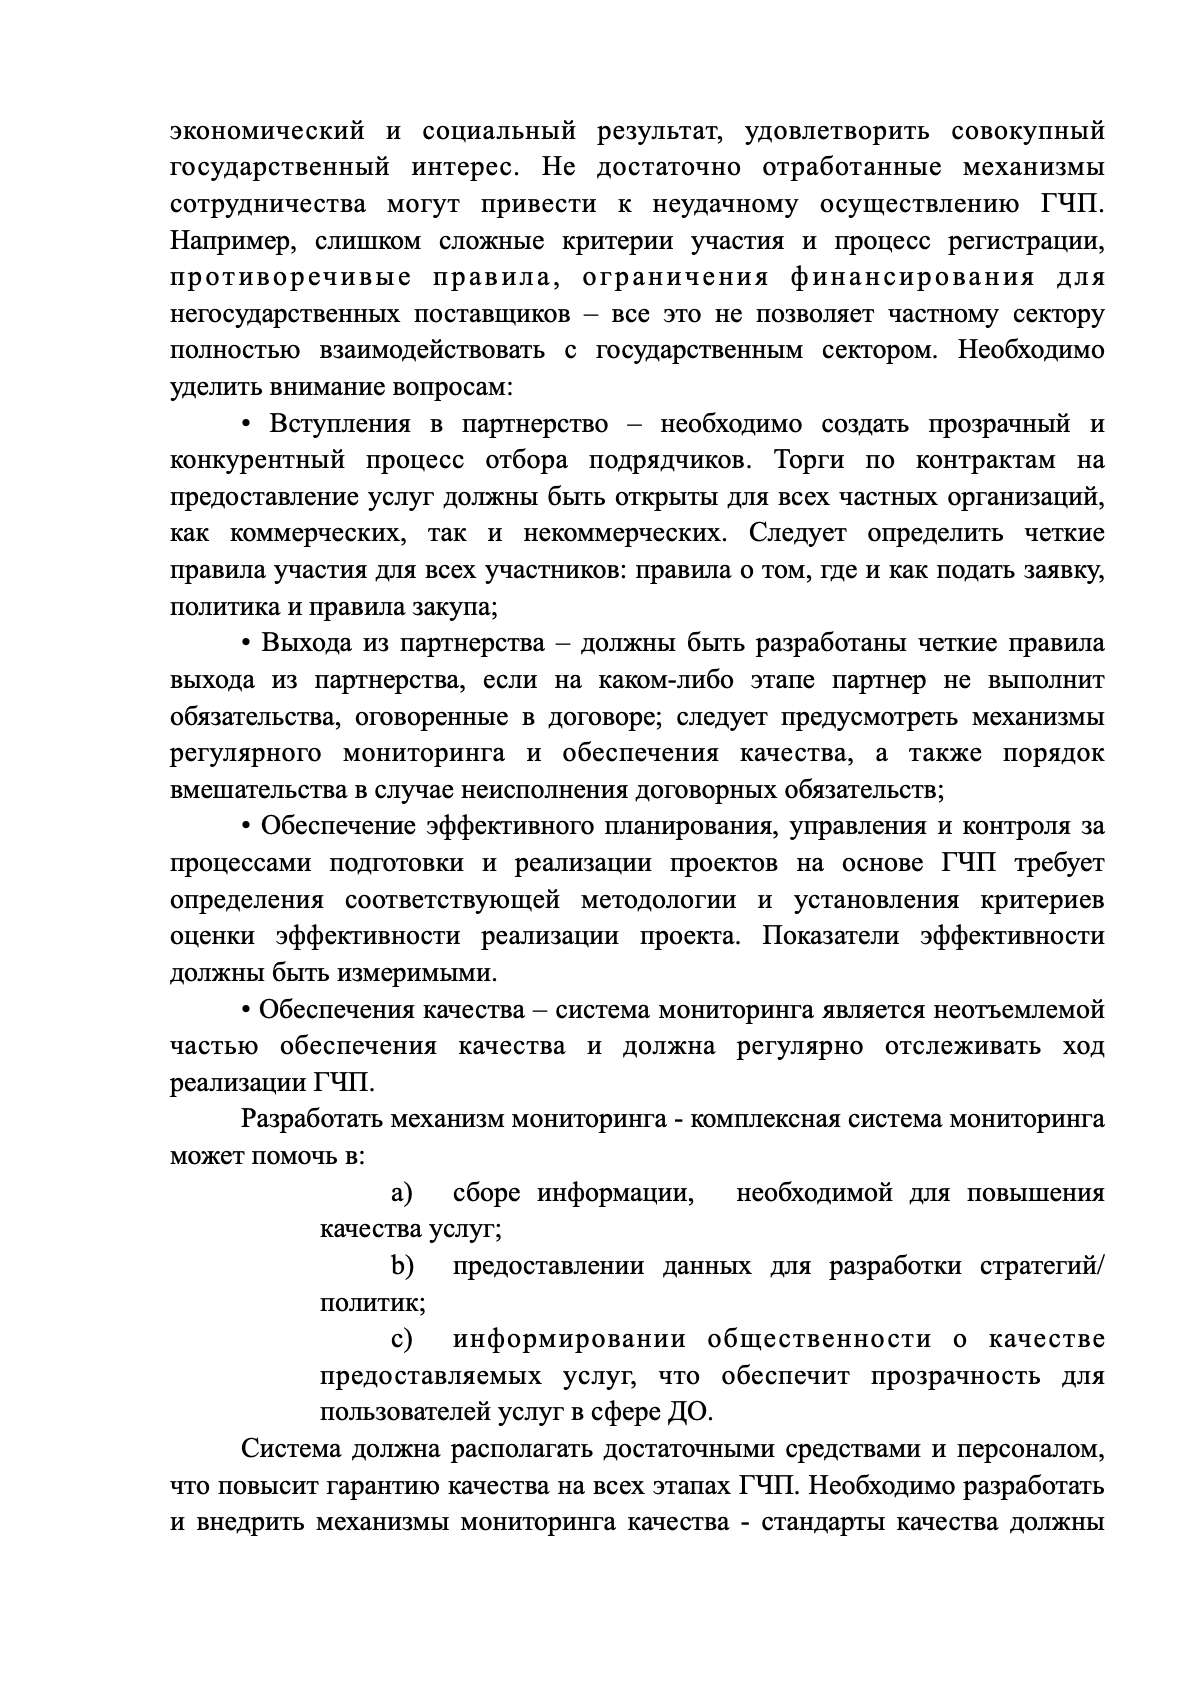 экономический и социальный результат, удовлетворить совокупный
государственный интерес. Не достаточно отработанные механизмы
сотрудничества могут привести к неудачному осуществлению ГЧП.
Например, слишком сложные критерии участия и процесс регистрации,
противоречивые правила, ограничения финансирования для
негосударственных поставщиков – все это не позволяет частному сектору
полностью взаимодействовать с государственным сектором. Необходимо
уделить внимание вопросам:
• Вступления в партнерство – необходимо создать прозрачный и
конкурентный процесс отбора подрядчиков. Торги по контрактам на
предоставление услуг должны быть открыты для всех частных организаций,
как коммерческих, так и некоммерческих. Следует определить четкие
правила участия для всех участников: правила о том, где и как подать заявку,
политика и правила закупа;
• Выхода из партнерства – должны быть разработаны четкие правила
выхода из партнерства, если на каком-либо этапе партнер не выполнит
обязательства, оговоренные в договоре; следует предусмотреть механизмы
регулярного мониторинга и обеспечения качества, а также порядок
вмешательства в случае неисполнения договорных обязательств;
• Обеспечение эффективного планирования, управления и контроля за
процессами подготовки и реализации проектов на основе ГЧП требует
определения соответствующей методологии и установления критериев
оценки эффективности реализации проекта. Показатели эффективности
должны быть измеримыми.
• Обеспечения качества – система мониторинга является неотъемлемой
частью обеспечения качества и должна регулярно отслеживать ход
реализации ГЧП.
Разработать механизм мониторинга - комплексная система мониторинга
может помочь в:
a) сборе информации, необходимой для повышения
качества услуг;
b) предоставлении данных для разработки стратегий/
политик;
c) информировании общественности о качестве
предоставляемых услуг, что обеспечит прозрачность для
пользователей услуг в сфере ДО.
Система должна располагать достаточными средствами и персоналом,
что повысит гарантию качества на всех этапах ГЧП. Необходимо разработать
и внедрить механизмы мониторинга качества - стандарты качества должны